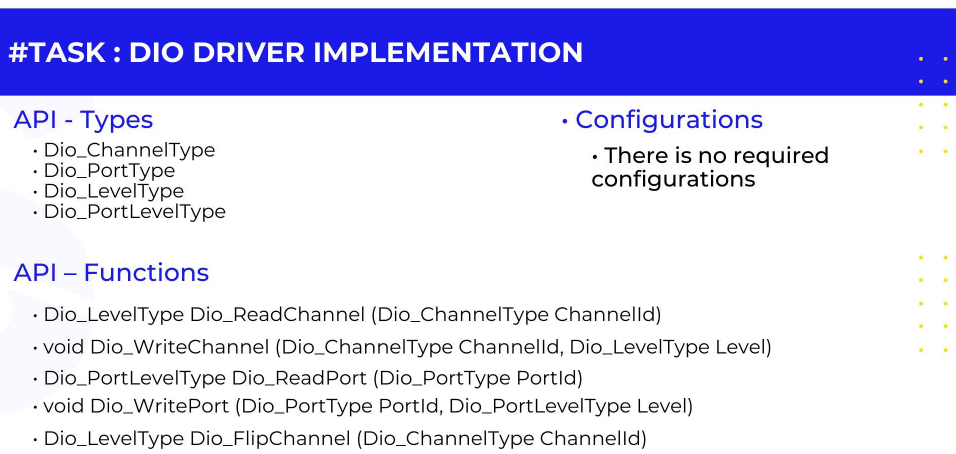 #TASK : DIO DRIVER IMPLEMENTATION
API - Types
• Dio_ChannelType
• Dio_PortType
• Dio_LevelType
• Dio_PortLevelType
• Configurations
• There is no required
configurations
API – Functions
• Dio_LevelType Dio_ReadChannel (Dio_ChannelType ChannelId)
• void Dio_WriteChannel (Dio_ChannelType ChannelId, Dio_LevelType Level)
• Dio_PortLevelType Dio_ReadPort (Dio_PortType PortId)
• void Dio_WritePort (Dio_PortType PortId, Dio_PortLevelType Level)
• Dio_LevelType Dio_FlipChannel (Dio_ChannelType ChannelId)